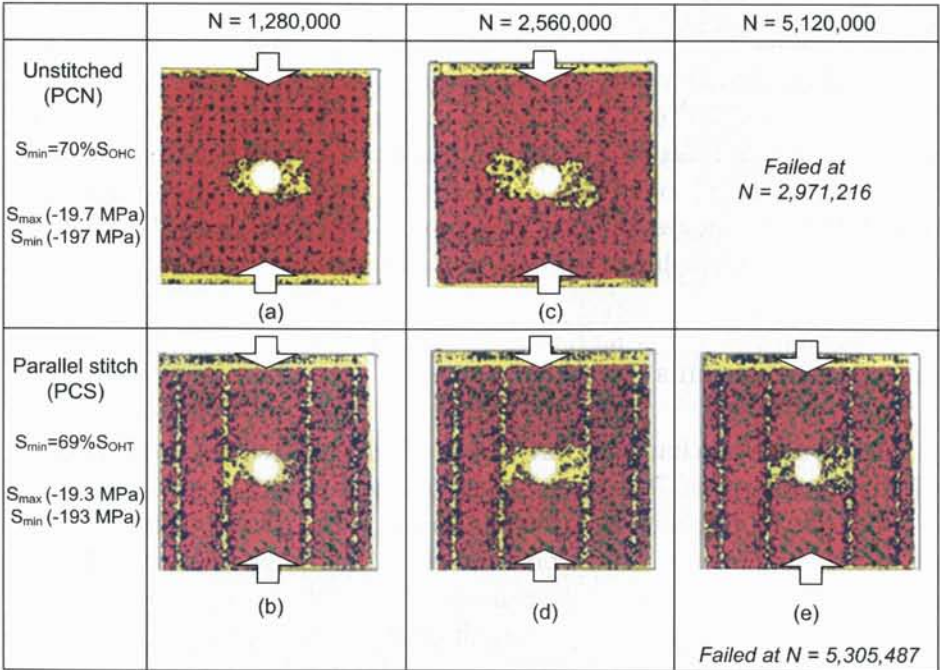 N = 1,280,000
N = 2,560,000
N = 5,120,000
Unstitched
(PCN)
Smin=70%SOHC
Smax (-19.7 MPa)
Smin (-197 MPa)
(a)
(c)
Failed at
N = 2,971,216
Parallel stitch
(PCS)
Smin=69%SOHT
Smax (-19.3 MPa)
Smin (-193 MPa)
(b)
(d)
(e)
Failed at N = 5,305,487